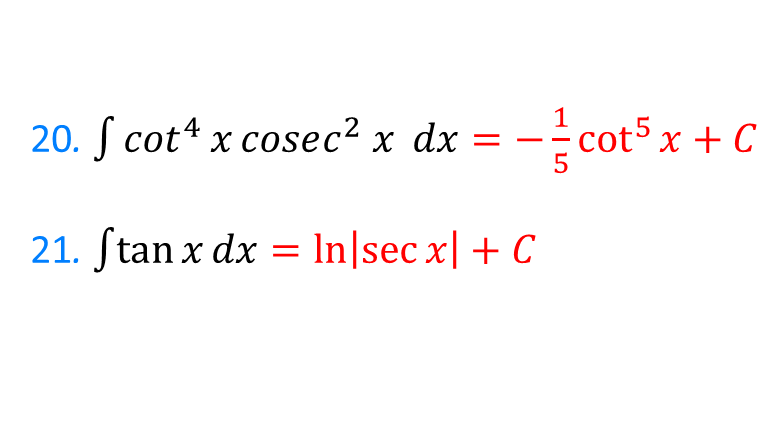 20. ∫ cot⁴ x cosec² x dx = −1/5 cot⁵ x + C
21. ∫tan x dx = ln|sec x| + C